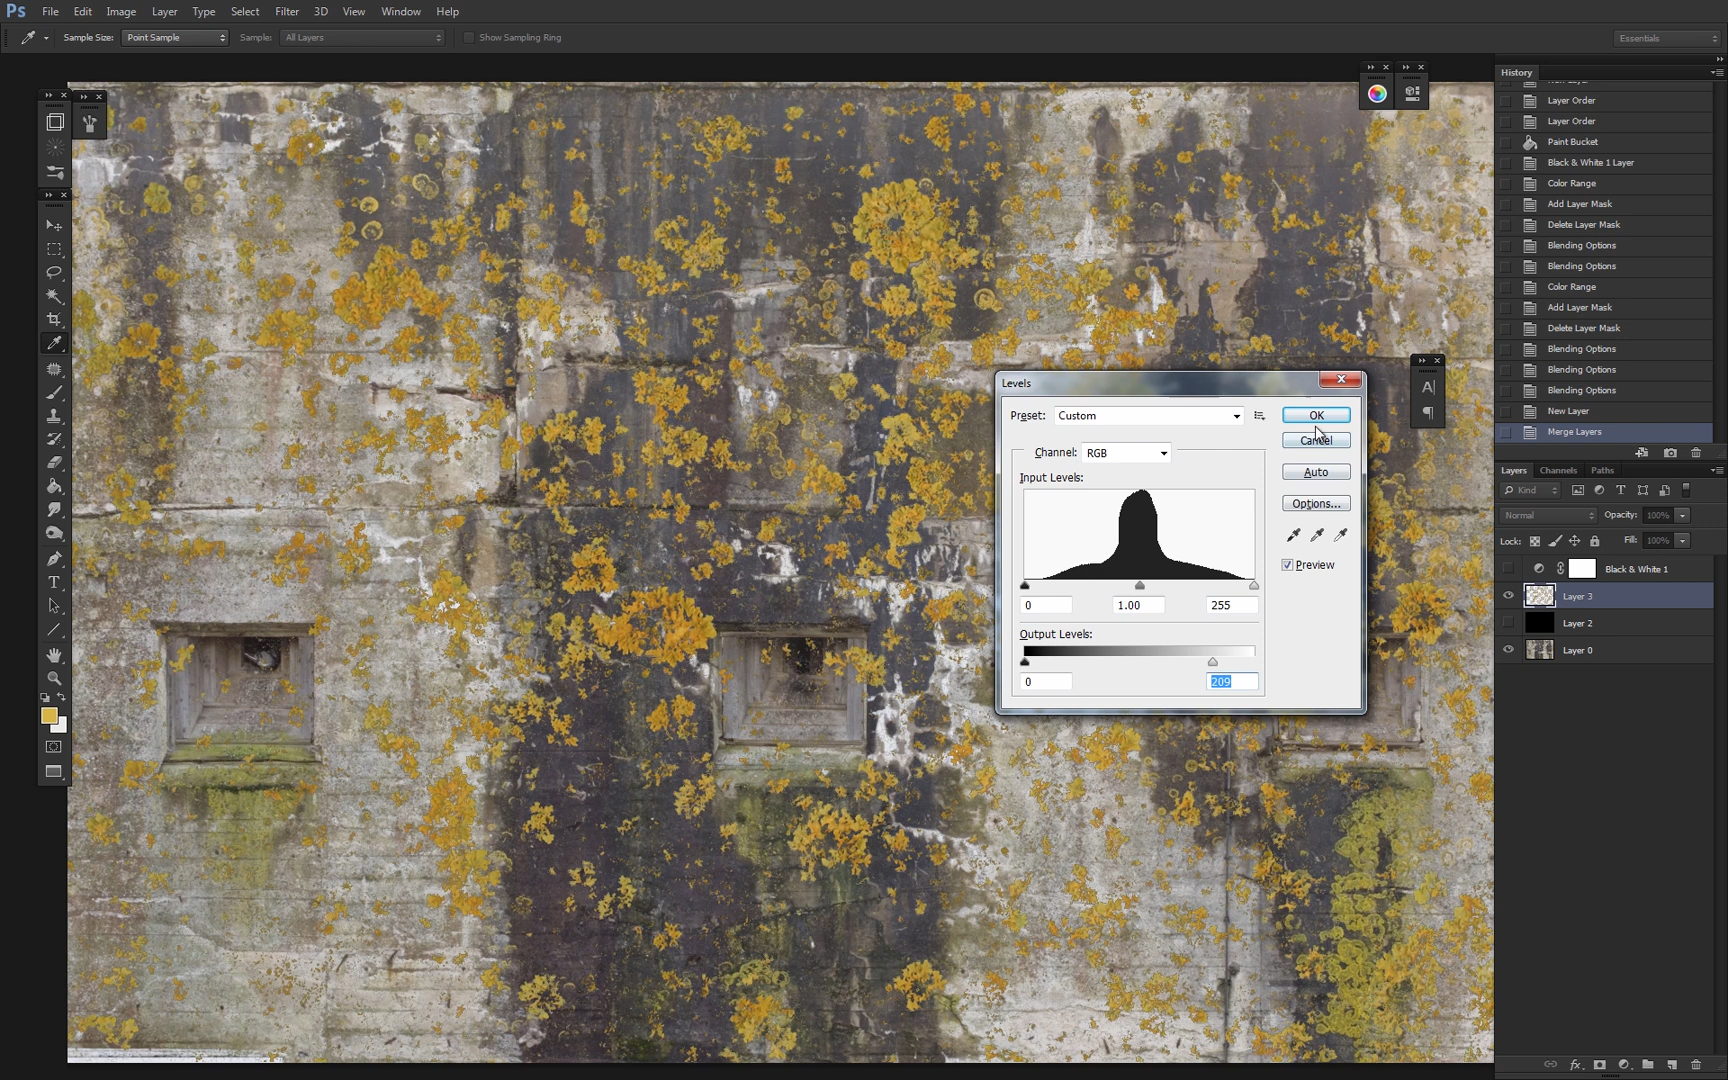 Ps File Edit Image Layer Type Select Filter 3D View Window Help
Sample Size: Point Sample Sample: All Layers Show Sampling Ring Essentials
History
New Layer
Layer Order
Layer Order
Paint Bucket
Black & White 1 Layer
Color Range
Add Layer Mask
Delete Layer Mask
Blending Options
Blending Options
Color Range
Add Layer Mask
Delete Layer Mask
Blending Options
Blending Options
Blending Options
New Layer
Merge Layers
Levels
Preset: Custom OK
Cancel
Channel: RGB
Auto
Input Levels:
Options...
Preview
0 1.00 255
Output Levels:
0 209
A
Layers Channels Paths
Kind T
Normal Opacity: 100%
Lock: Fill: 100%
Black & White 1
Layer 3
Layer 2
Layer 0
T
fx